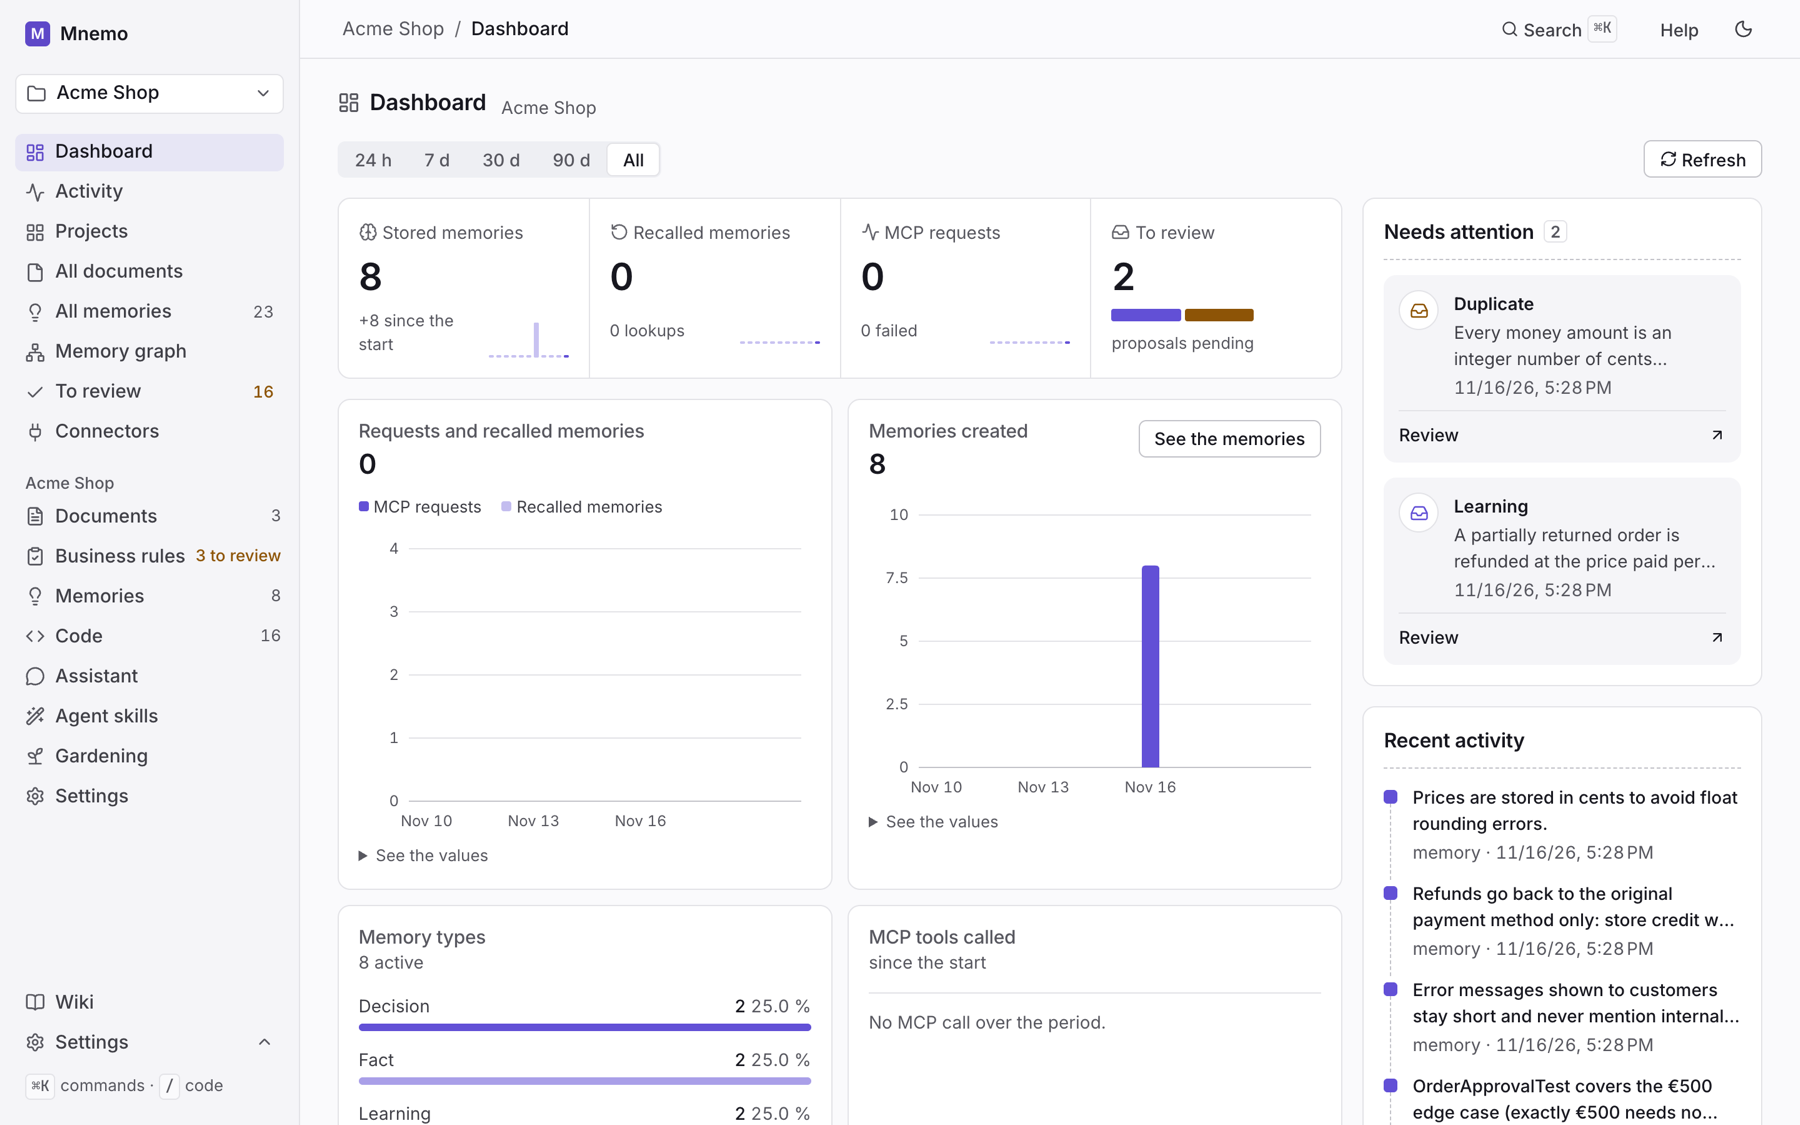 M Mnemo
Acme Shop
Dashboard
Activity
Projects
All documents
All memories 23
Memory graph
To review 16
Connectors
Acme Shop
Documents 3
Business rules 3 to review
Memories 8
Code 16
Assistant
Agent skills
Gardening
Settings
Wiki
Settings
⌘K commands · / code
Acme Shop / Dashboard
Search ⌘K
Help
Dashboard Acme Shop
24 h 7 d 30 d 90 d All
Refresh
Stored memories
8
+8 since the
start
Recalled memories
0
0 lookups
MCP requests
0
0 failed
To review
2
proposals pending
Requests and recalled memories
0
MCP requests Recalled memories
4
3
2
1
0
Nov 10 Nov 13 Nov 16
▶ See the values
Memories created
8
See the memories
10
7.5
5
2.5
0
Nov 10 Nov 13 Nov 16
▶ See the values
Memory types
8 active
Decision 2 25.0 %
Fact 2 25.0 %
Learning 2 25.0 %
MCP tools called
since the start
No MCP call over the period.
Needs attention 2
Duplicate
Every money amount is an
integer number of cents...
11/16/26, 5:28 PM
Review
Learning
A partially returned order is
refunded at the price paid per...
11/16/26, 5:28 PM
Review
Recent activity
Prices are stored in cents to avoid float
rounding errors.
memory · 11/16/26, 5:28 PM
Refunds go back to the original
payment method only: store credit w...
memory · 11/16/26, 5:28 PM
Error messages shown to customers
stay short and never mention internal...
memory · 11/16/26, 5:28 PM
OrderApprovalTest covers the €500
edge case (exactly €500 needs no...